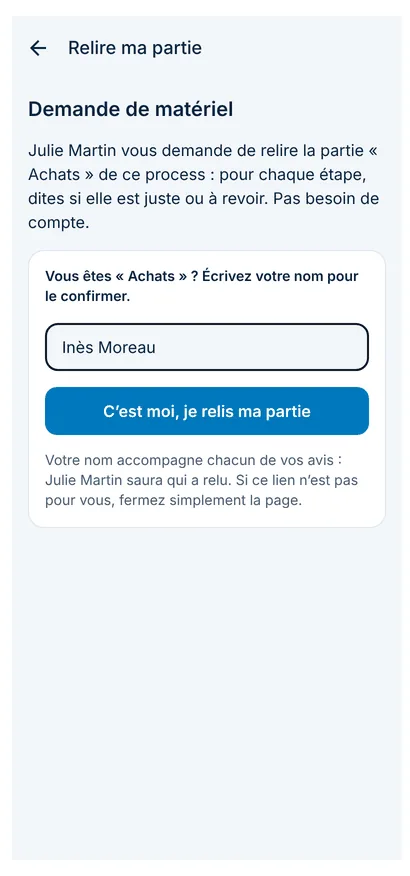 Relire ma partie
Demande de matériel
Julie Martin vous demande de relire la partie «
Achats » de ce process : pour chaque étape,
dites si elle est juste ou à revoir. Pas besoin de
compte.
Vous êtes « Achats » ? Écrivez votre nom pour
le confirmer.
Inès Moreau
C’est moi, je relis ma partie
Votre nom accompagne chacun de vos avis :
Julie Martin saura qui a relu. Si ce lien n’est pas
pour vous, fermez simplement la page.